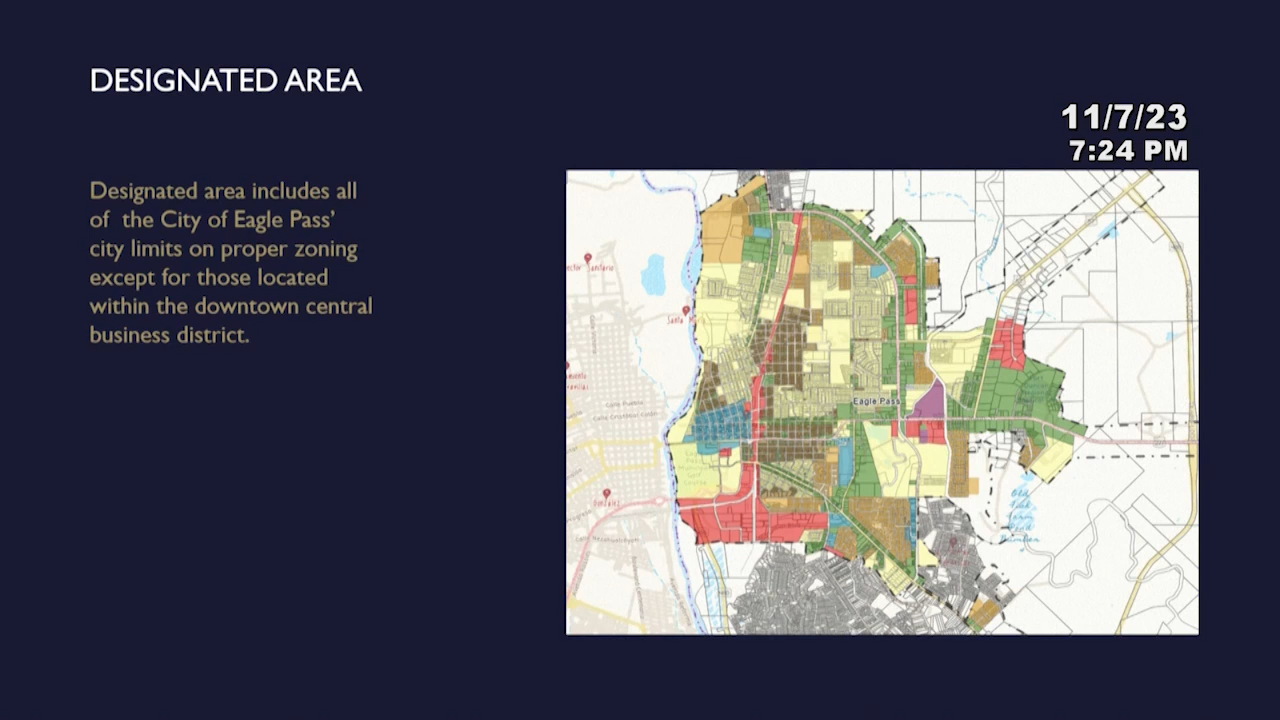 DESIGNATED AREA
11/7/23
7:24 PM
Designated area includes all
of the City of Eagle Pass'
city limits on proper zoning
except for those located
within the downtown central
business district.
Eagle Pass